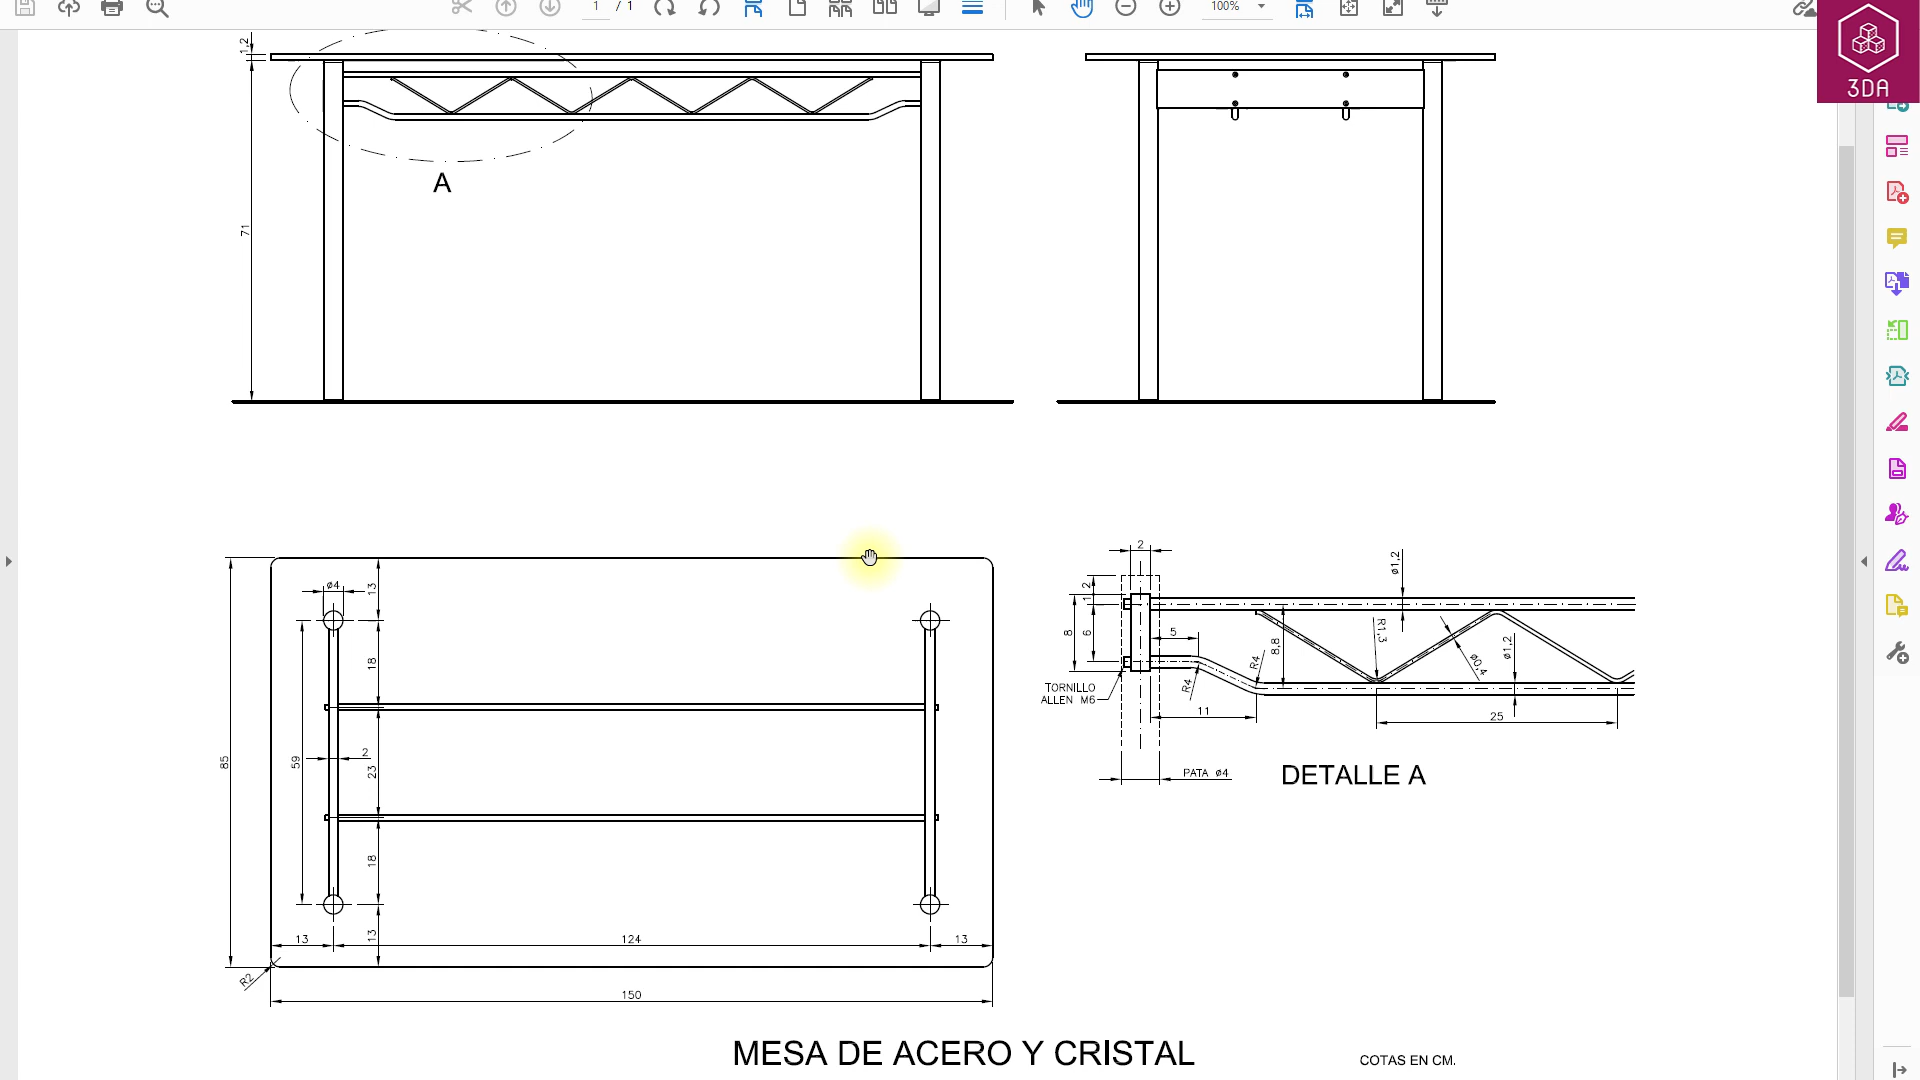 1 / 1
100%
3DA
1,2
71
A
ø4
13
18
59
85
2
23
18
13
13
124
13
R2
150
2
ø1,2
2
1
8
6
5
8,8
R1,3
ø0,4
ø1,2
R4
R4
TORNILLO
ALLEN M6
11
25
PATA ø4
DETALLE A
MESA DE ACERO Y CRISTAL
COTAS EN CM.